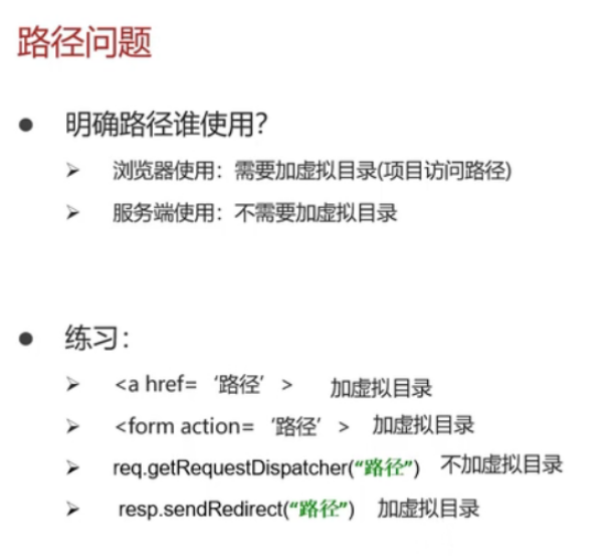 路径问题
● 明确路径谁使用？
➢ 浏览器使用：需要加虚拟目录(项目访问路径)
➢ 服务端使用：不需要加虚拟目录
● 练习：
➢ <a href=‘路径’> 加虚拟目录
➢ <form action=‘路径’> 加虚拟目录
➢ req.getRequestDispatcher(“路径”) 不加虚拟目录
➢ resp.sendRedirect(“路径”) 加虚拟目录